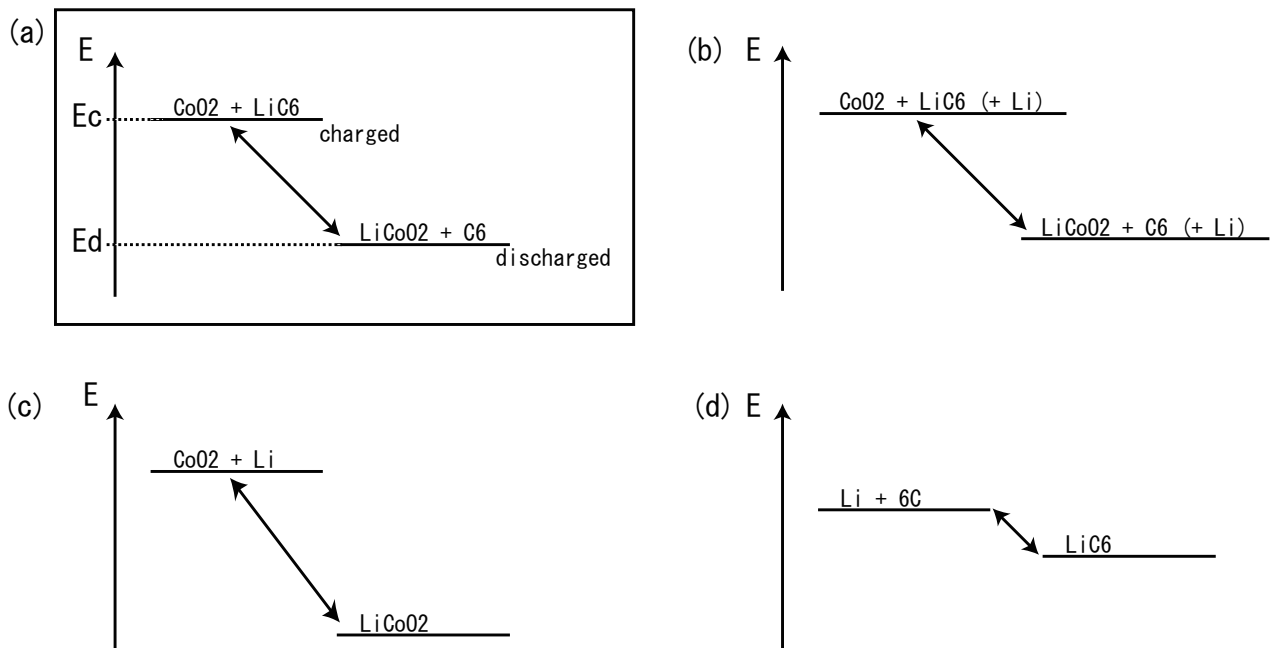 (a)
E
Ec
CoO2 + LiC6
charged
Ed
LiCoO2 + C6
discharged
(b) E
CoO2 + LiC6 (+ Li)
LiCoO2 + C6 (+ Li)
(c)
E
CoO2 + Li
LiCoO2
(d) E
Li + 6C
LiC6